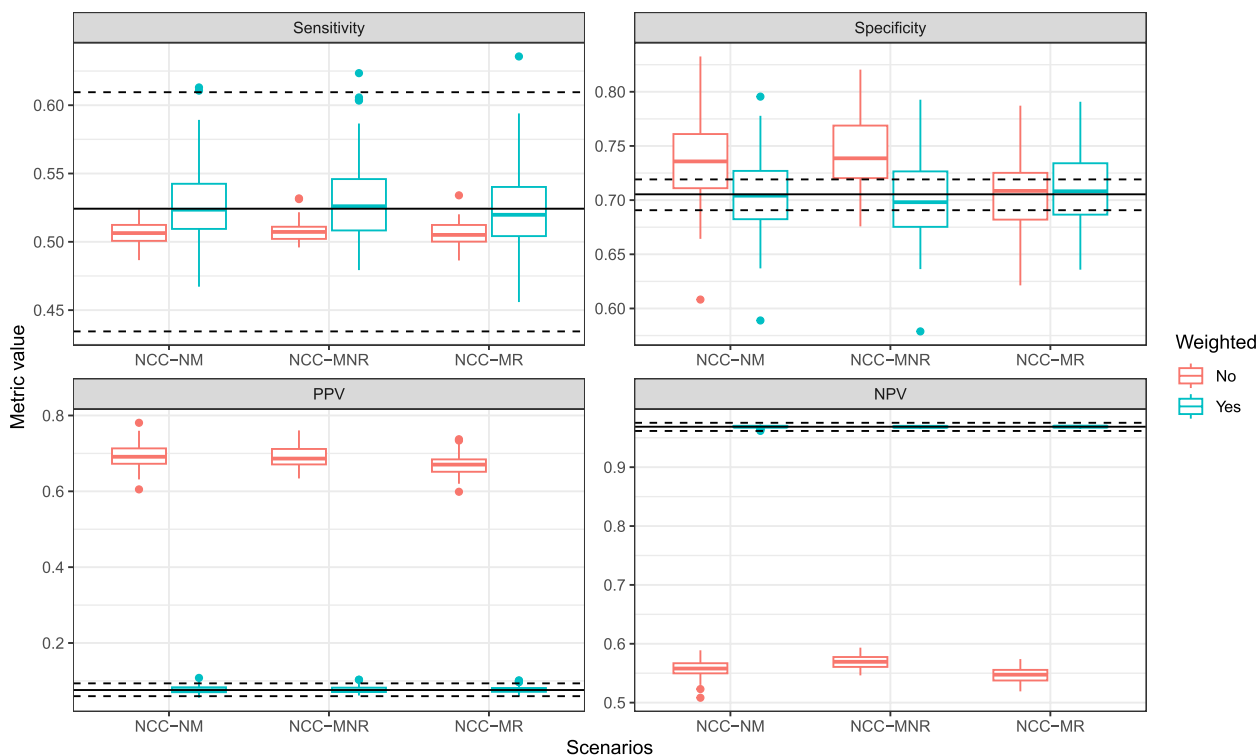 Sensitivity
Specificity
0.60
0.55
0.50
0.45
0.80
0.75
0.70
0.65
0.60
NCC−NM NCC−MNR NCC−MR
NCC−NM NCC−MNR NCC−MR
Metric value
PPV
NPV
0.8
0.6
0.4
0.2
0.9
0.8
0.7
0.6
0.5
NCC−NM NCC−MNR NCC−MR
NCC−NM NCC−MNR NCC−MR
Scenarios
Weighted
No
Yes